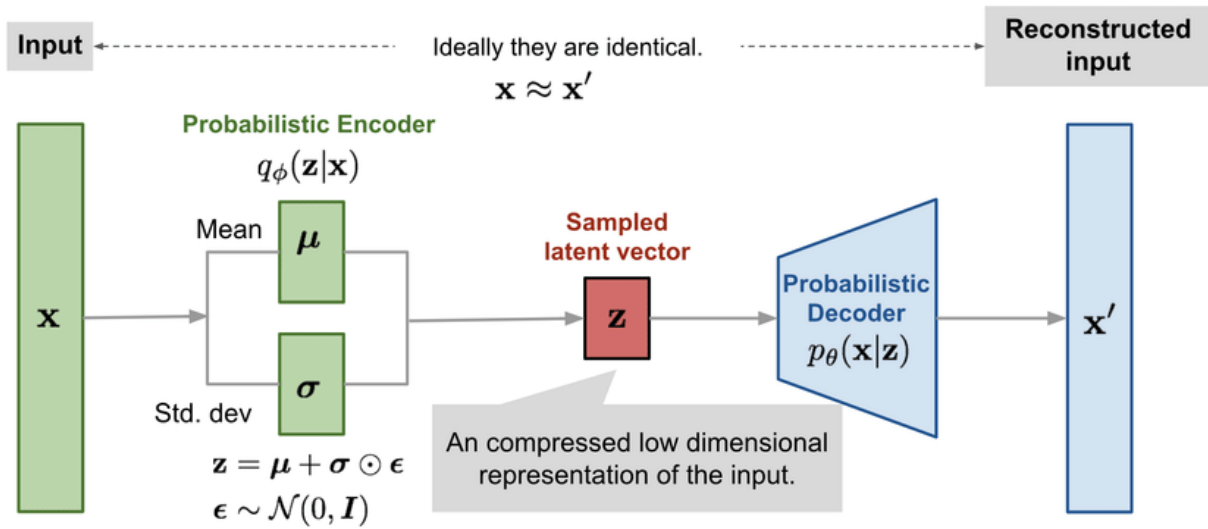 Input
Ideally they are identical.
x ≈ x′
Reconstructed
input
Probabilistic Encoder
qϕ(z|x)
Mean
μ
x
Std. dev
σ
z = μ + σ ⊙ ϵ
ϵ ∼ N(0, I)
Sampled
latent vector
z
An compressed low dimensional
representation of the input.
Probabilistic
Decoder
pθ(x|z)
x′